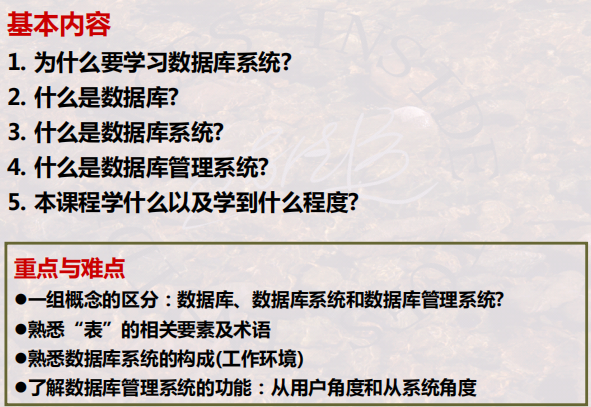 基本内容
1. 为什么要学习数据库系统?
2. 什么是数据库?
3. 什么是数据库系统?
4. 什么是数据库管理系统?
5. 本课程学什么以及学到什么程度?
重点与难点
●一组概念的区分：数据库、数据库系统和数据库管理系统?
●熟悉“表”的相关要素及术语
●熟悉数据库系统的构成(工作环境)
●了解数据库管理系统的功能：从用户角度和从系统角度